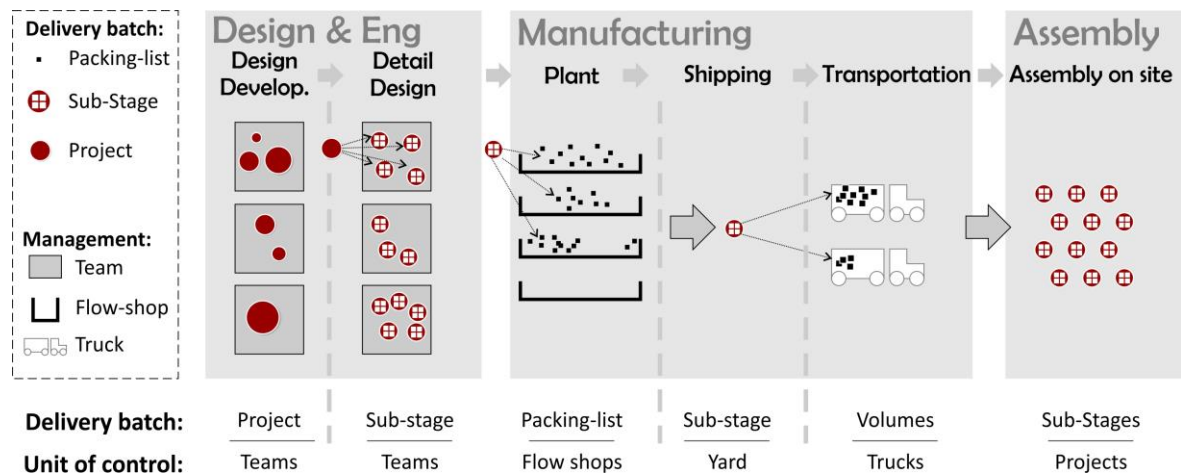 Delivery batch:
Packing-list
Sub-Stage
Project
Management:
Team
Flow-shop
Truck
Design & Eng
Design
Develop.
Detail
Design
Manufacturing
Plant
Shipping
Transportation
Assembly
Assembly on site
Delivery batch: Project Sub-stage Packing-list Sub-stage Volumes Sub-Stages
Unit of control: Teams Teams Flow shops Yard Trucks Projects